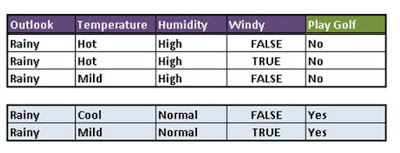 Outlook Temperature Humidity Windy Play Golf
Rainy Hot High FALSE No
Rainy Hot High TRUE No
Rainy Mild High FALSE No
Rainy Cool Normal FALSE Yes
Rainy Mild Normal TRUE Yes